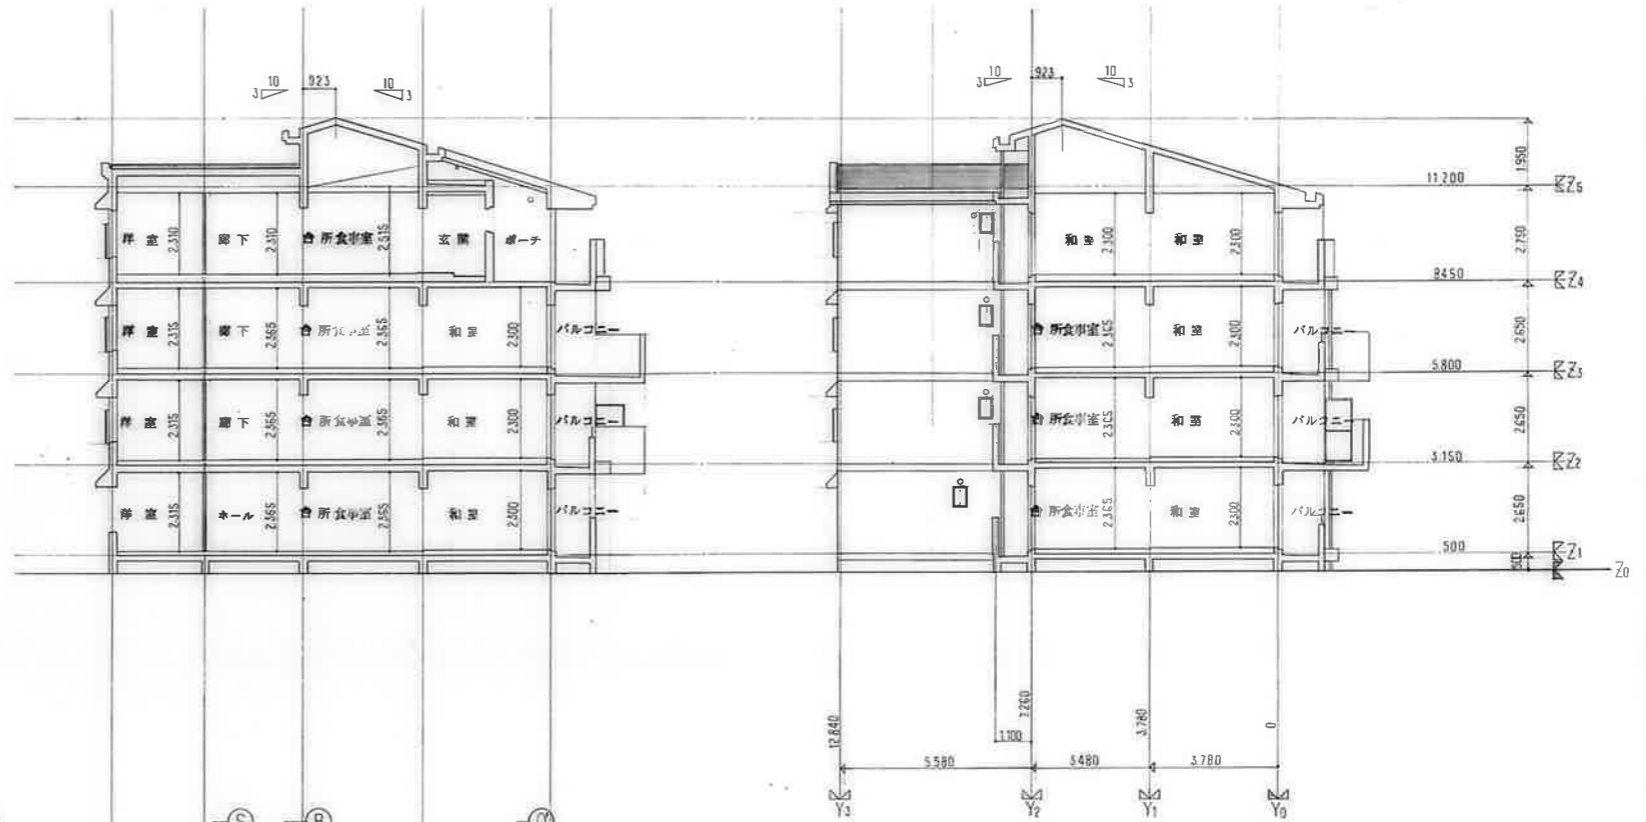 10 923 10
3 3
10 923 10
3 3
1.950
11.200 Z5
洋室 2.310 廊下 2.310 台所食事室 2.515 玄関 ポーチ
和室 2.300 和室 2.300
2.750
8.450 Z4
洋室 2.315 廊下 2.365 台所食事室 2.365 和室 2.300 バルコニー
台所食事室 2.365 和室 2.300 バルコニー
2.650
5.800 Z3
洋室 2.315 廊下 2.365 台所食事室 2.365 和室 2.300 バルコニー
台所食事室 2.365 和室 2.300 バルコニー
2.650
3.150 Z2
洋室 2.315 ホール 2.365 台所食事室 2.365 和室 2.300 バルコニー
台所食事室 2.365 和室 2.300 バルコニー
2.650
500 Z1
500 Z0
12.840 7.260 3.780 0
1.100
5.580 3.480 3.780
Y3 Y2 Y1 Y0